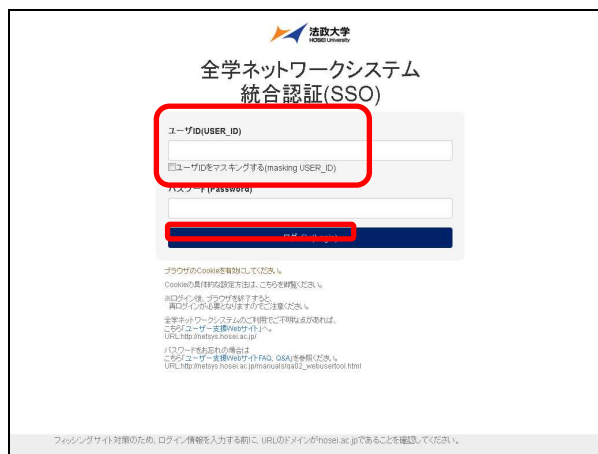 法政大学
HOSEI University
全学ネットワークシステム
統合認証(SSO)
ユーザID(USER_ID)
ユーザIDをマスキングする(masking USER_ID)
パスワード(Password)
ログイン(Login)
ブラウザのCookieを有効にしてください。
Cookieの具体的な設定方法は、こちらを御覧ください。
※ログイン後、ブラウザを終了すると、
再ログインが必要となりますのでご注意ください。
全学ネットワークシステムのご利用でご不明な点があれば、
こちら「ユーザー支援Webサイト」へ。
URL:http://netsys.hosei.ac.jp/
パスワードをお忘れの場合は
こちら「ユーザー支援WebサイトFAQ, Q&A」を参照ください。
URL:http://netsys.hosei.ac.jp/manuals/qa02_webusertool.html
フィッシングサイト対策のため、ログイン情報を入力する前に、URLのドメインがhosei.ac.jpであることを確認してください。